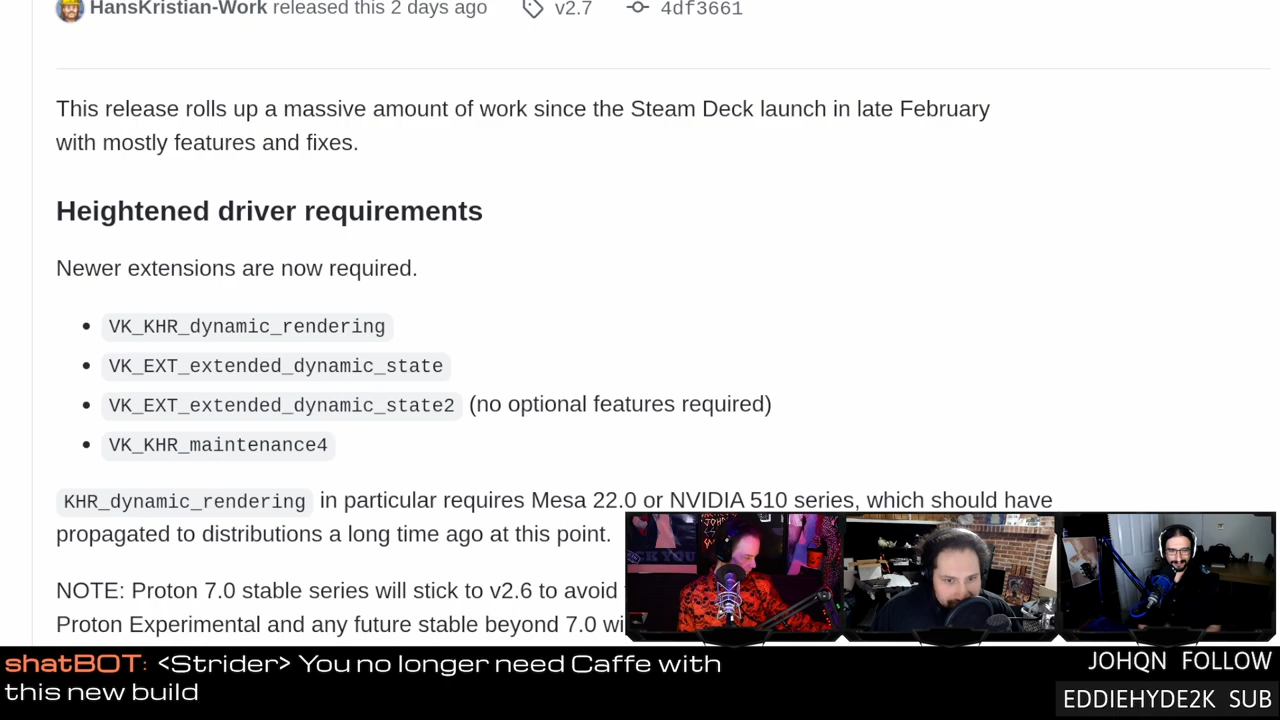 HansKristian-Work released this 2 days ago v2.7 4df3661
This release rolls up a massive amount of work since the Steam Deck launch in late February
with mostly features and fixes.
Heightened driver requirements
Newer extensions are now required.
• VK_KHR_dynamic_rendering
• VK_EXT_extended_dynamic_state
• VK_EXT_extended_dynamic_state2 (no optional features required)
• VK_KHR_maintenance4
KHR_dynamic_rendering in particular requires Mesa 22.0 or NVIDIA 510 series, which should have
propagated to distributions a long time ago at this point.
NOTE: Proton 7.0 stable series will stick to v2.6 to avoid
Proton Experimental and any future stable beyond 7.0
shatBOT: <Strider> You no longer need Caffe with
this new build
JOHQN FOLLOW
EDDIEHYDE2K SUB